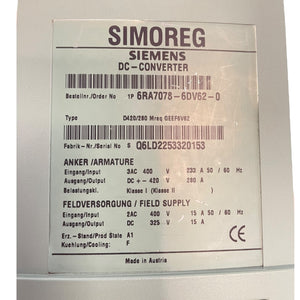 SIMOREG
SIEMENS
DC-CONVERTER
Bestellnr./Order No 1P 6RA7078-6DV62-0
Type D420/280 Mreq GEEF6V62
Fabrik-Nr./Serial No S Q6LD2253320153
ANKER/ARMATURE
Eingang/Input 3AC 400 V 233 A 50 / 60 Hz
Ausgang/Output DC +- 420 V 280 A
Belastungskl. Klasse I (Klasse II )
FELDVERSORGUNG / FIELD SUPPLY
Eingang/Input 2AC 400 V 15 A 50 / 60 Hz
Ausgang/Output DC 325 V 15 A
Erz.-Stand/Prod State A1
Kuehlung/Cooling: F
CE
Made in Austria